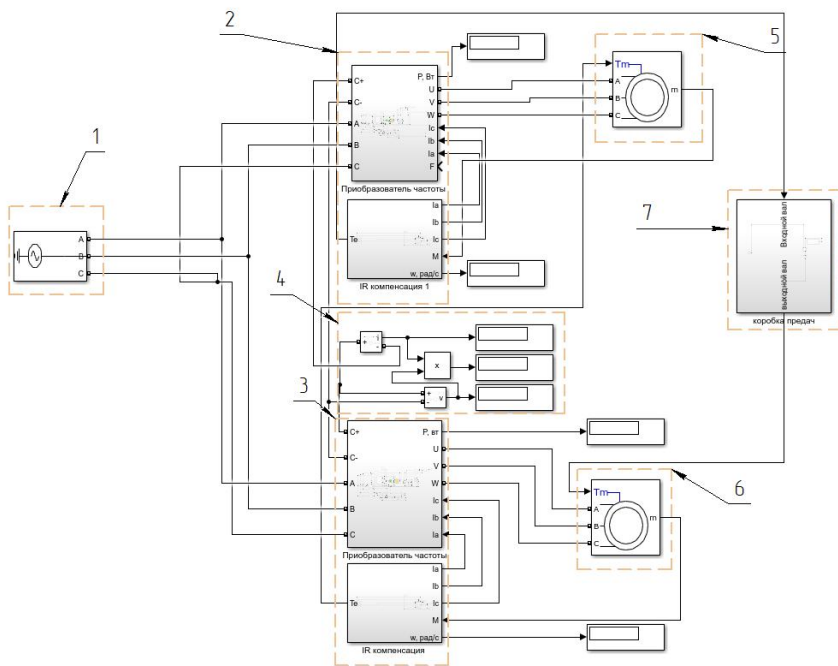 1
A
B
C
2
C+
C-
A
B
C
P, Вт
U
V
W
Ic
Ib
Ia
F
Приобразователь частоты
Te
Ia
Ib
Ic
M
w, рад/с
IR компенсация 1
5
Tm
A
B
C
m
7
Входной вал
выходной вал
коробка предач
4
+
i
-
x
+
-
v
3
C+
C-
A
B
C
P, вт
U
V
W
Ic
Ib
Ia
Приобразователь частоты
Te
Ia
Ib
Ic
M
w, рад/с
IR компенсация
6
Tm
A
B
C
m